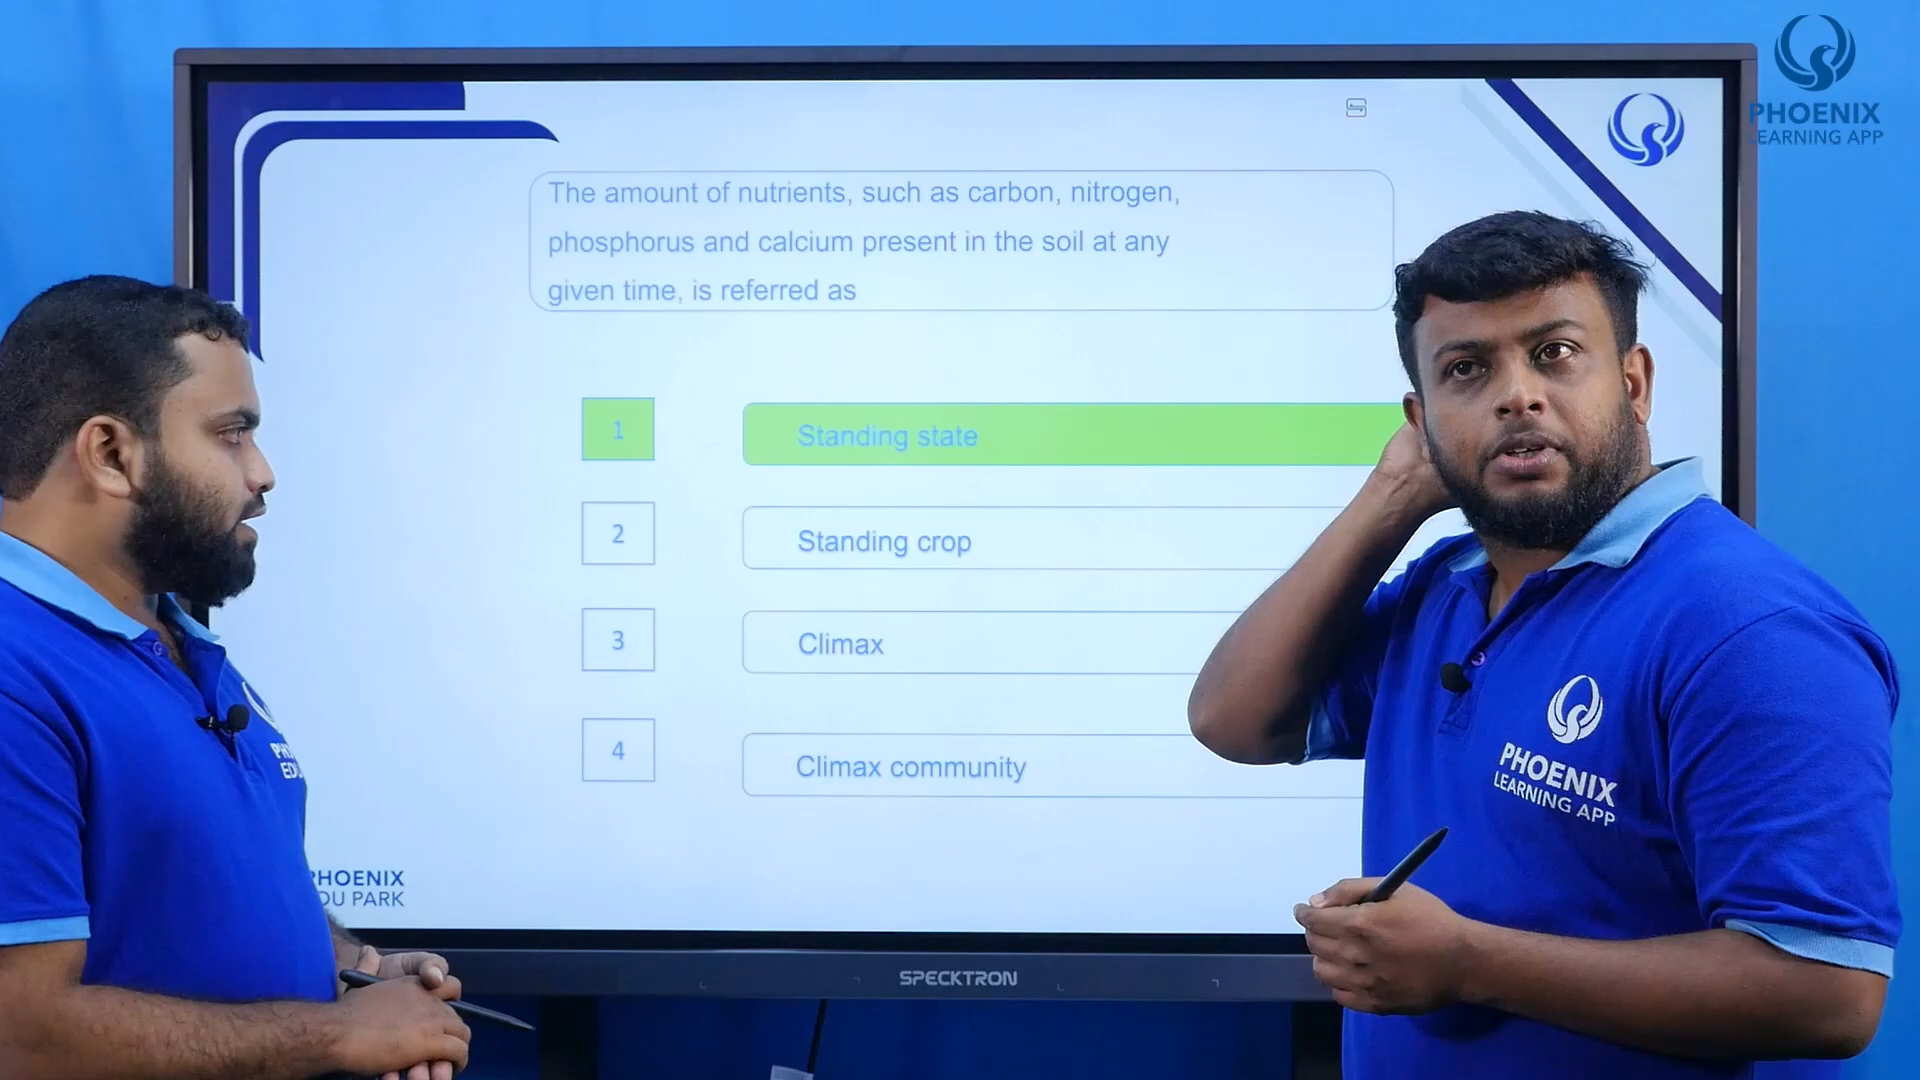 PHOENIX
LEARNING APP
The amount of nutrients, such as carbon, nitrogen,
phosphorus and calcium present in the soil at any
given time, is referred as
1 Standing state
2 Standing crop
3 Climax
4 Climax community
PHOENIX
LEARNING APP
PHOENIX
DU PARK
SPECKTRON